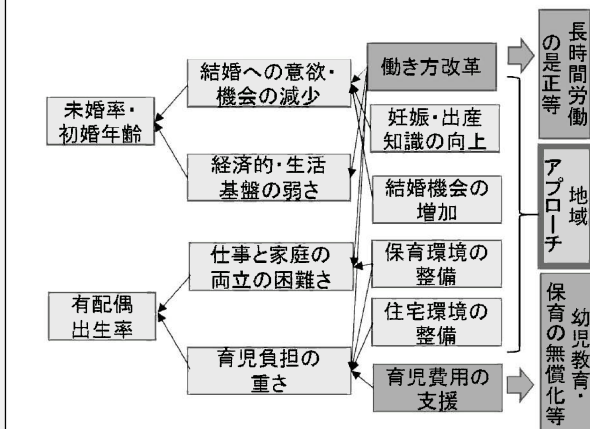 未婚率・
初婚年齢
有配偶
出生率
結婚への意欲・
機会の減少
経済的・生活
基盤の弱さ
仕事と家庭の
両立の困難さ
育児負担の
重さ
働き方改革
妊娠・出産
知識の向上
結婚機会の
増加
保育環境の
整備
住宅環境の
整備
育児費用の
支援
長時間労働
の是正等
地域
アプローチ
幼児教育・
保育の無償化等